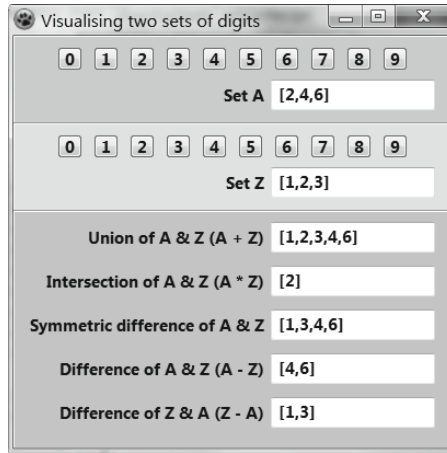 Visualising two sets of digits
0 1 2 3 4 5 6 7 8 9
Set A [2,4,6]
0 1 2 3 4 5 6 7 8 9
Set Z [1,2,3]
Union of A & Z (A + Z) [1,2,3,4,6]
Intersection of A & Z (A * Z) [2]
Symmetric difference of A & Z [1,3,4,6]
Difference of A & Z (A - Z) [4,6]
Difference of Z & A (Z - A) [1,3]